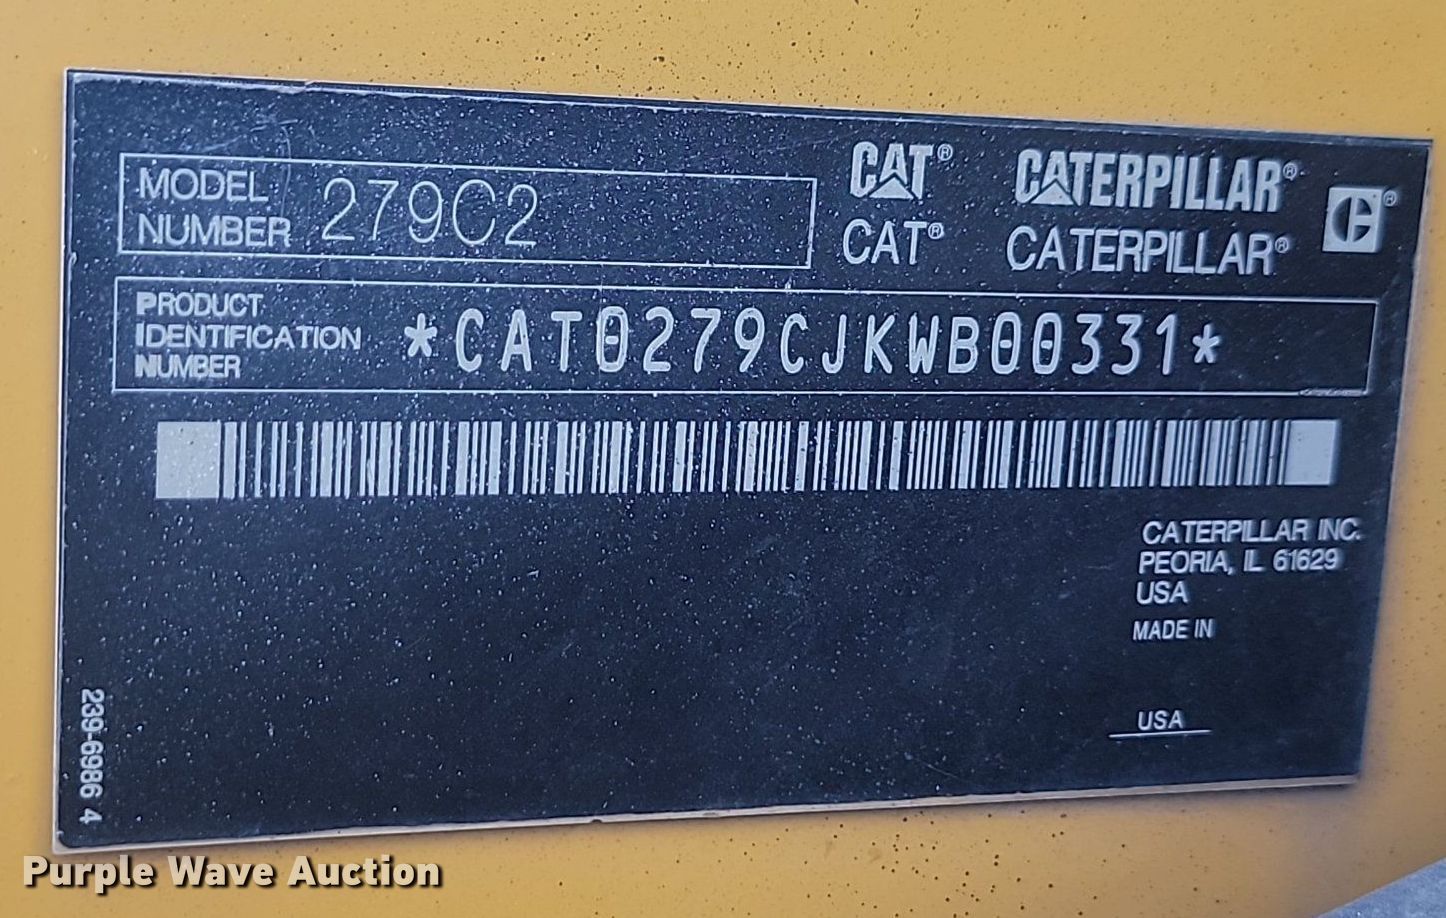 MODEL
NUMBER 279C2
CAT® CATERPILLAR®
CAT® CATERPILLAR®
PRODUCT
IDENTIFICATION
NUMBER
*CAT0279CJKWB00331*
CATERPILLAR INC.
PEORIA, IL 61629
USA
MADE IN
USA
239-6986 4
Purple Wave Auction